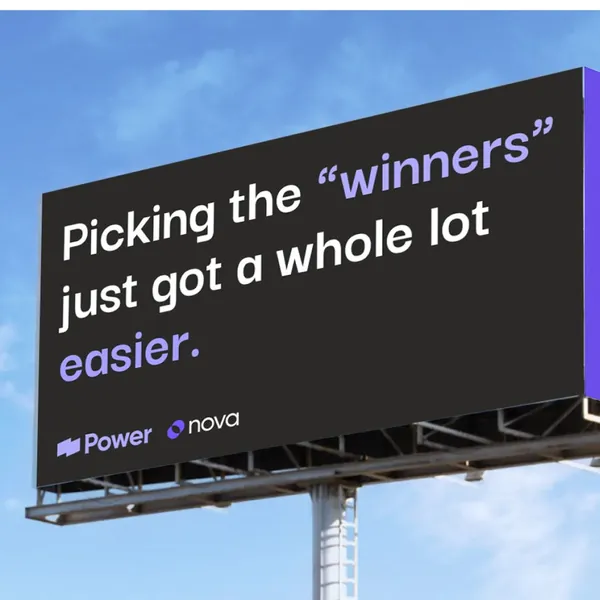 Picking the “winners”
just got a whole lot
easier.
Power nova